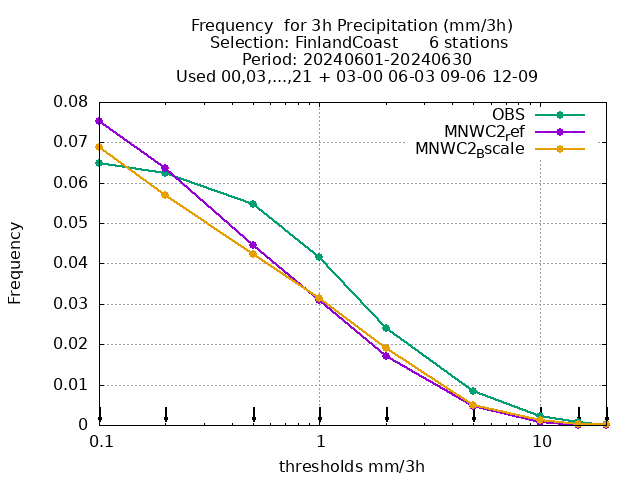 Frequency  for 3h Precipitation (mm/3h)
Selection: FinlandCoast      6 stations
Period: 20240601-20240630
Used 00,03,...,21 + 03-00 06-03 09-06 12-09
OBS
MNWC2ref
MNWC2Bscale
0.08
0.07
0.06
0.05
0.04
0.03
0.02
0.01
0
Frequency
0.1
1
10
thresholds mm/3h